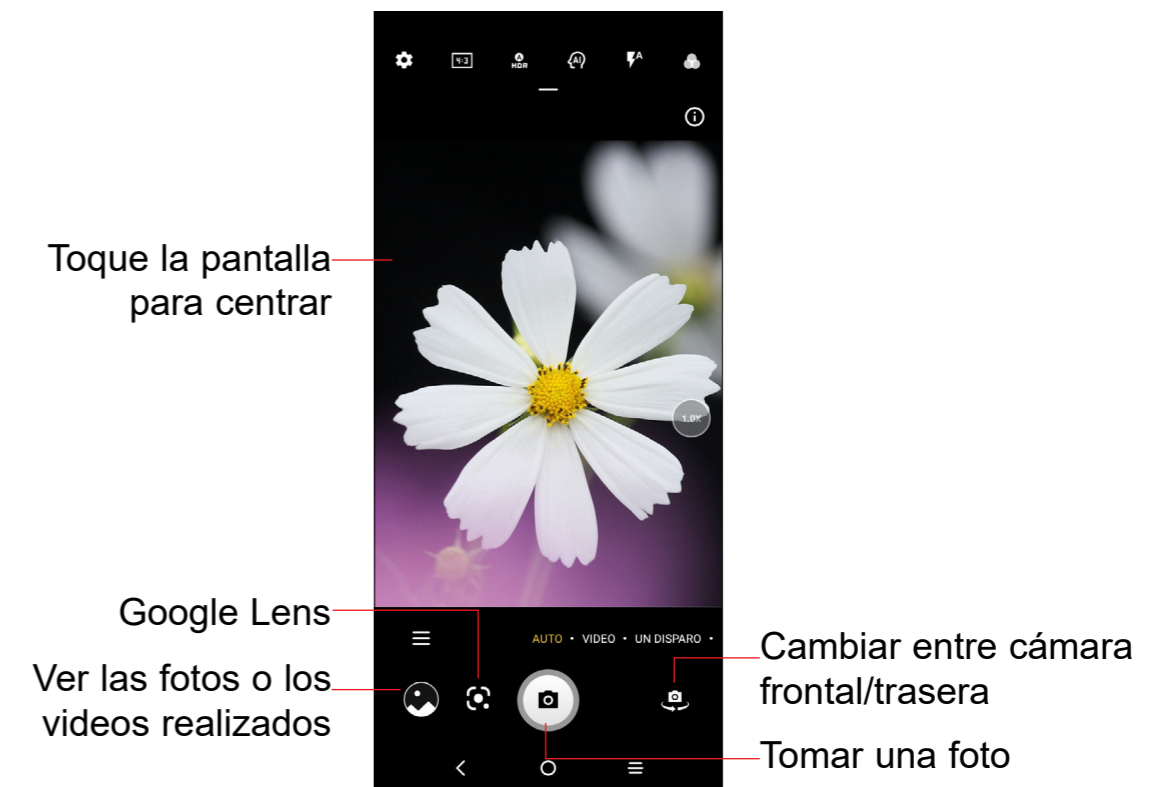 4:3
A
HDR
AI
A
Toque la pantalla
para centrar
1.0X
Google Lens
AUTO • VIDEO • UN DISPARO •
Ver las fotos o los
videos realizados
Cambiar entre cámara
frontal/trasera
Tomar una foto